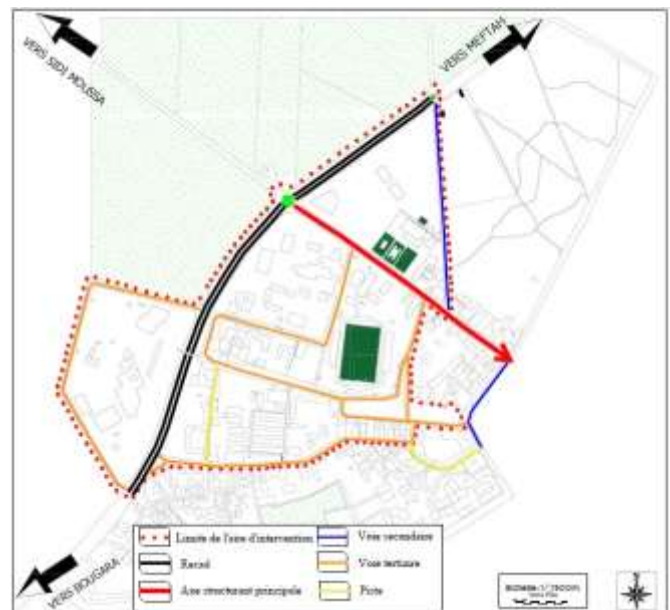 VERS SIDI MOUSSA
VERS MEFTAH
VERS BOUGARA
Limite de l'aire d'intervention
Voie secondaire
Voie tertiaire
Axe structurant principale
Piste